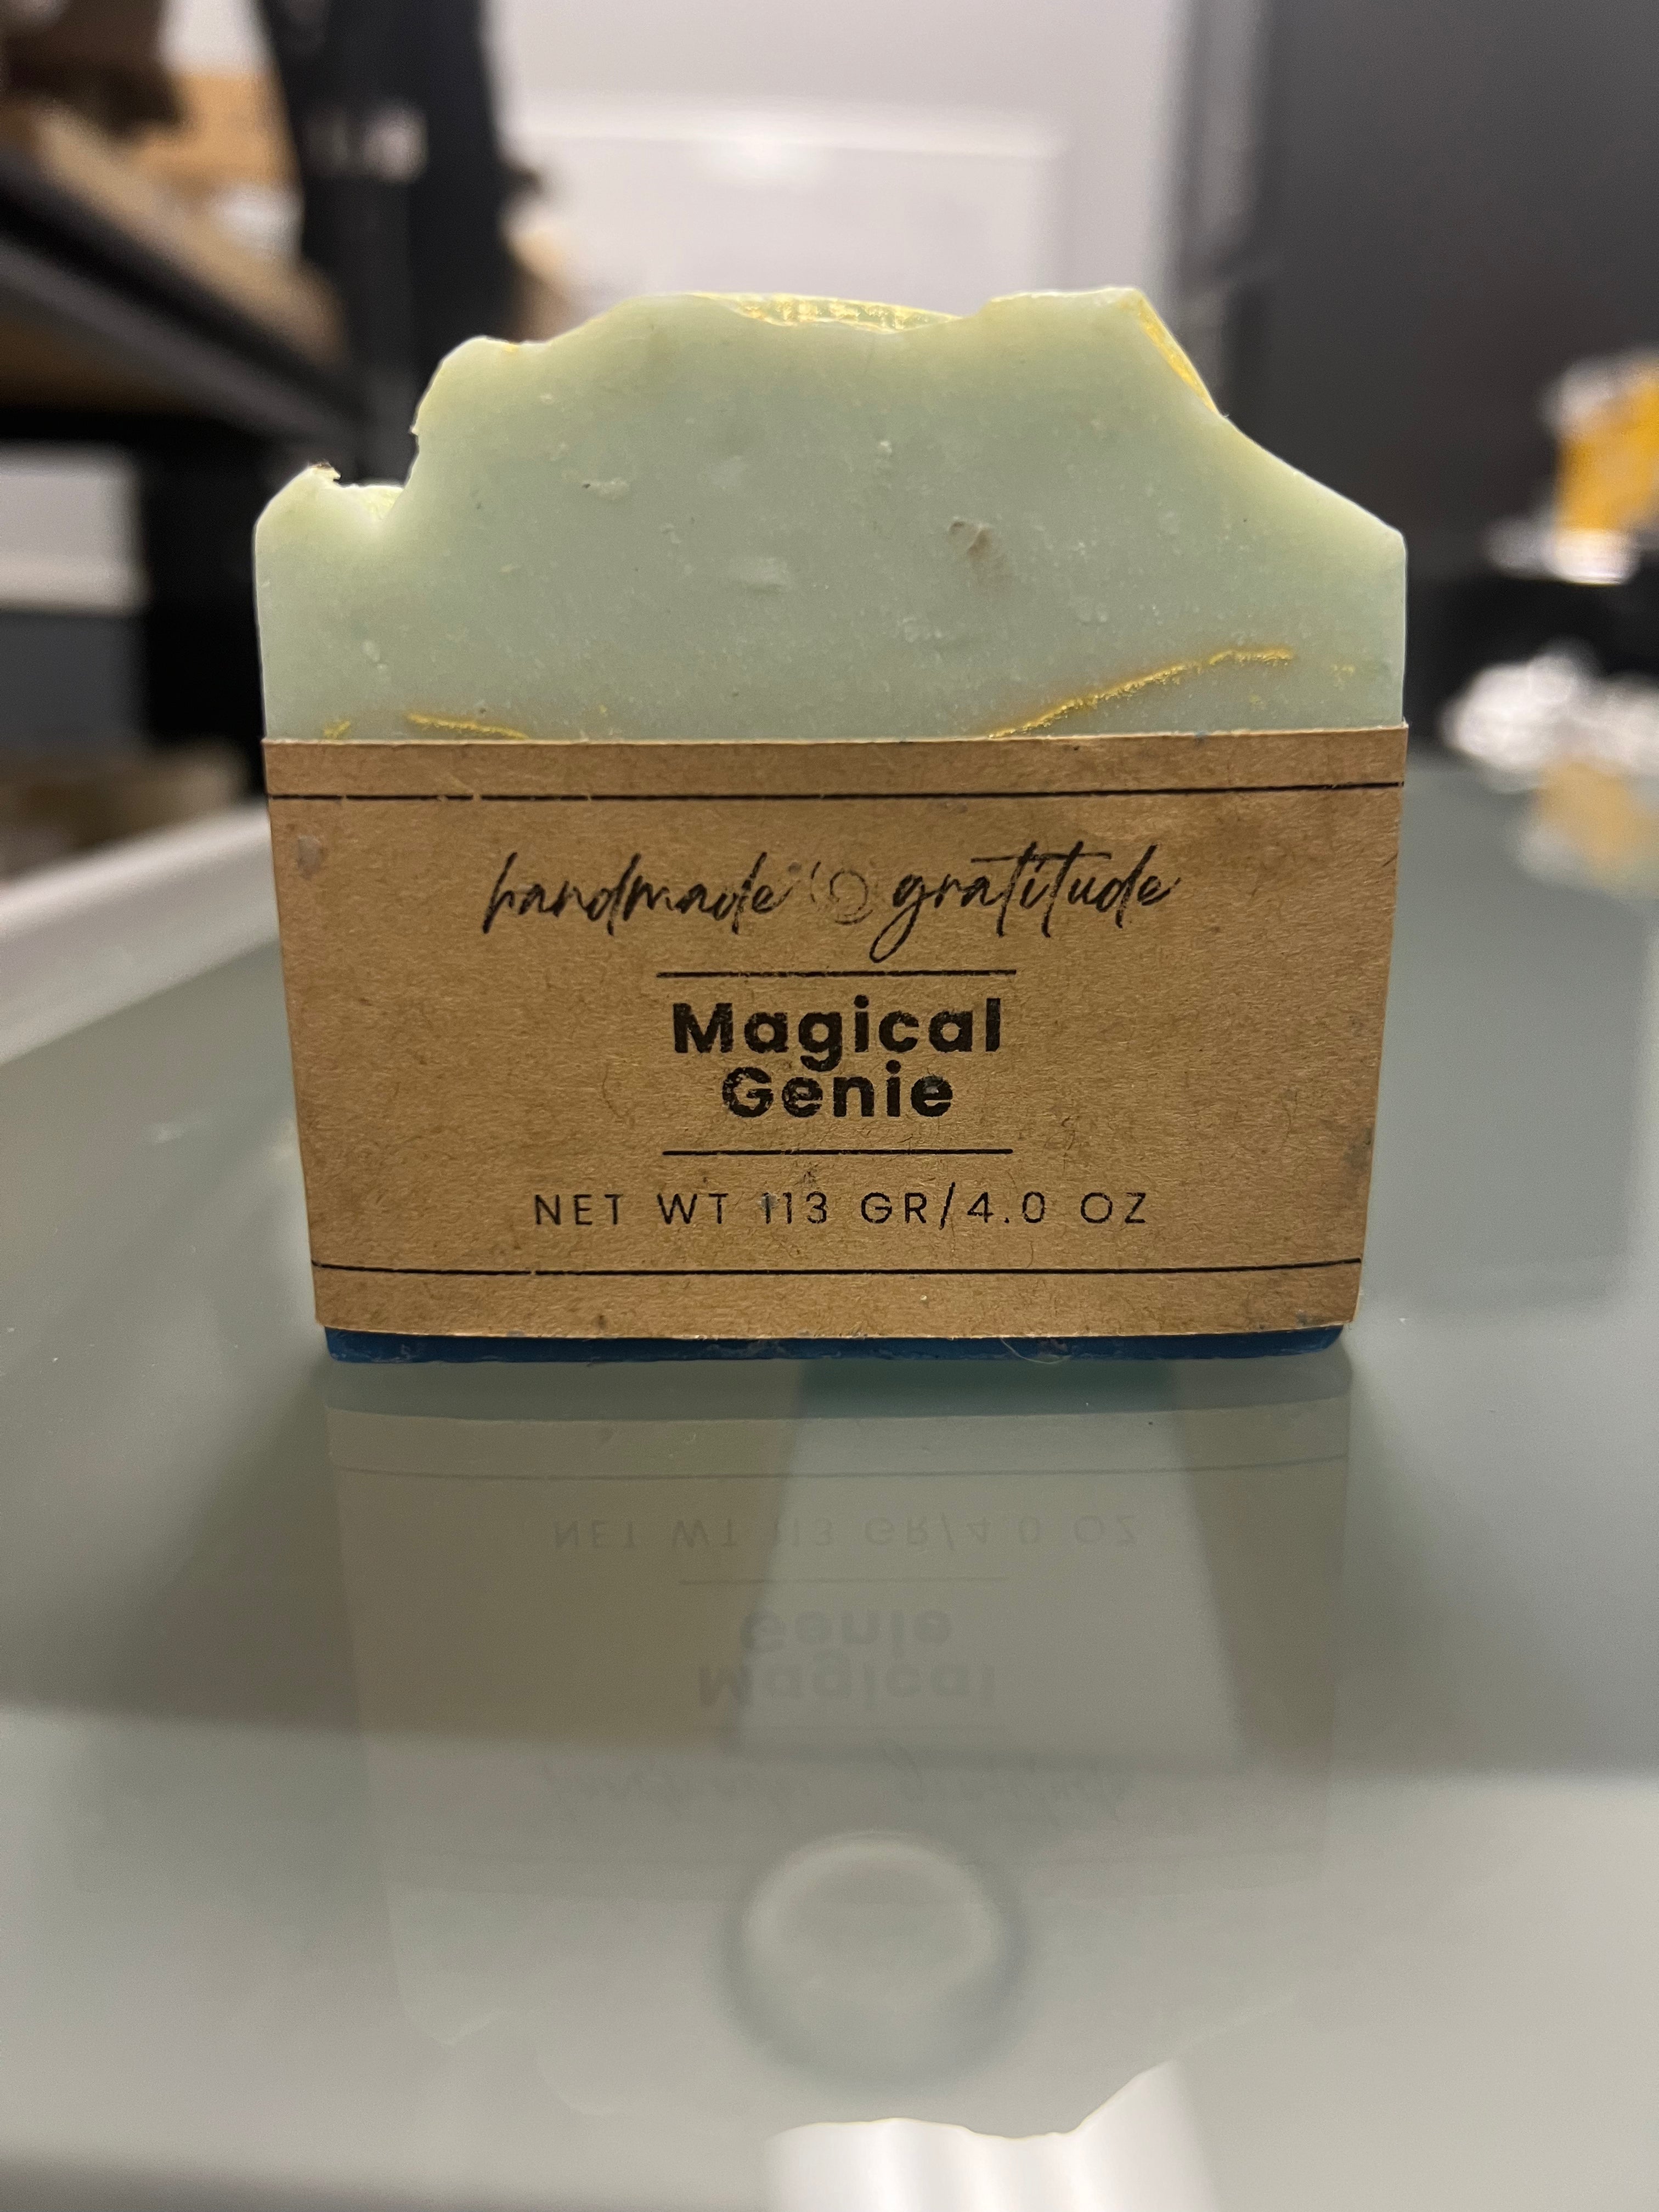 handmade gratitude
Magical
Genie
NET WT 113 GR/4.0 OZ